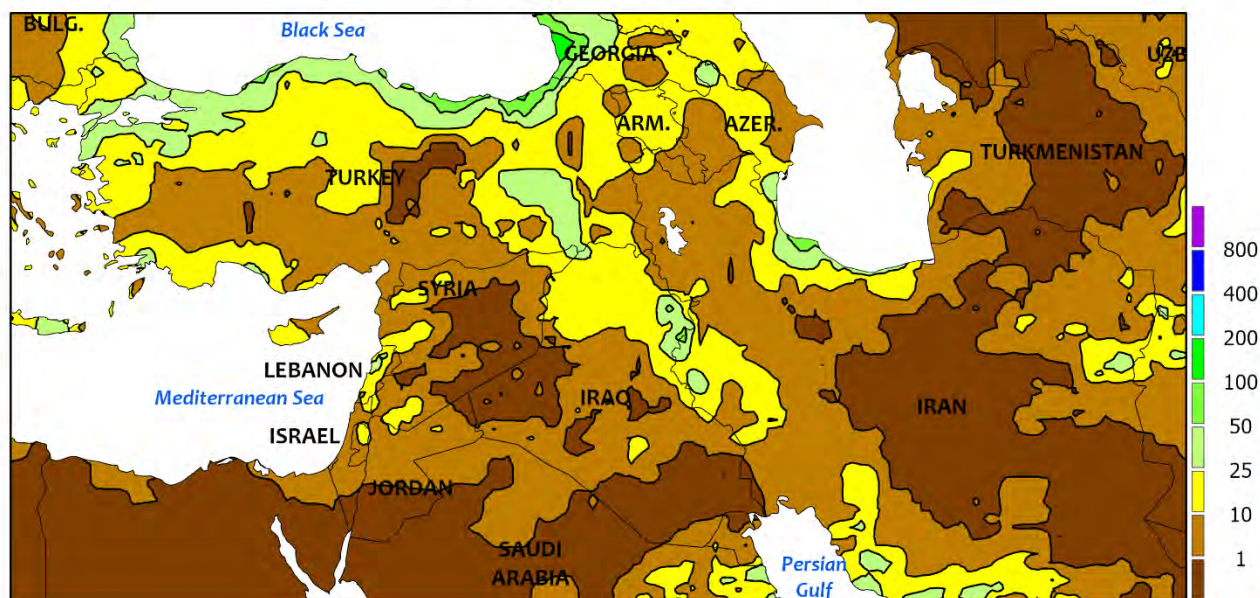 BULG.
Black Sea
GEORGIA
UZB
ARM.
AZER.
TURKMENISTAN
TURKEY
SYRIA
LEBANON
Mediterranean Sea
IRAQ
IRAN
ISRAEL
JORDAN
SAUDI
ARABIA
Persian
Gulf
800
400
200
100
50
25
10
1